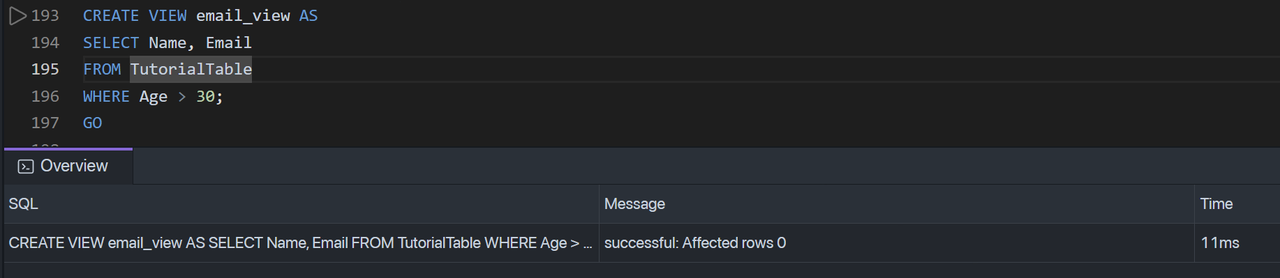 193 CREATE VIEW email_view AS
194 SELECT Name, Email
195 FROM TutorialTable
196 WHERE Age > 30;
197 GO
Overview
SQL Message Time
CREATE VIEW email_view AS SELECT Name, Email FROM TutorialTable WHERE Age > ... successful: Affected rows 0 11ms